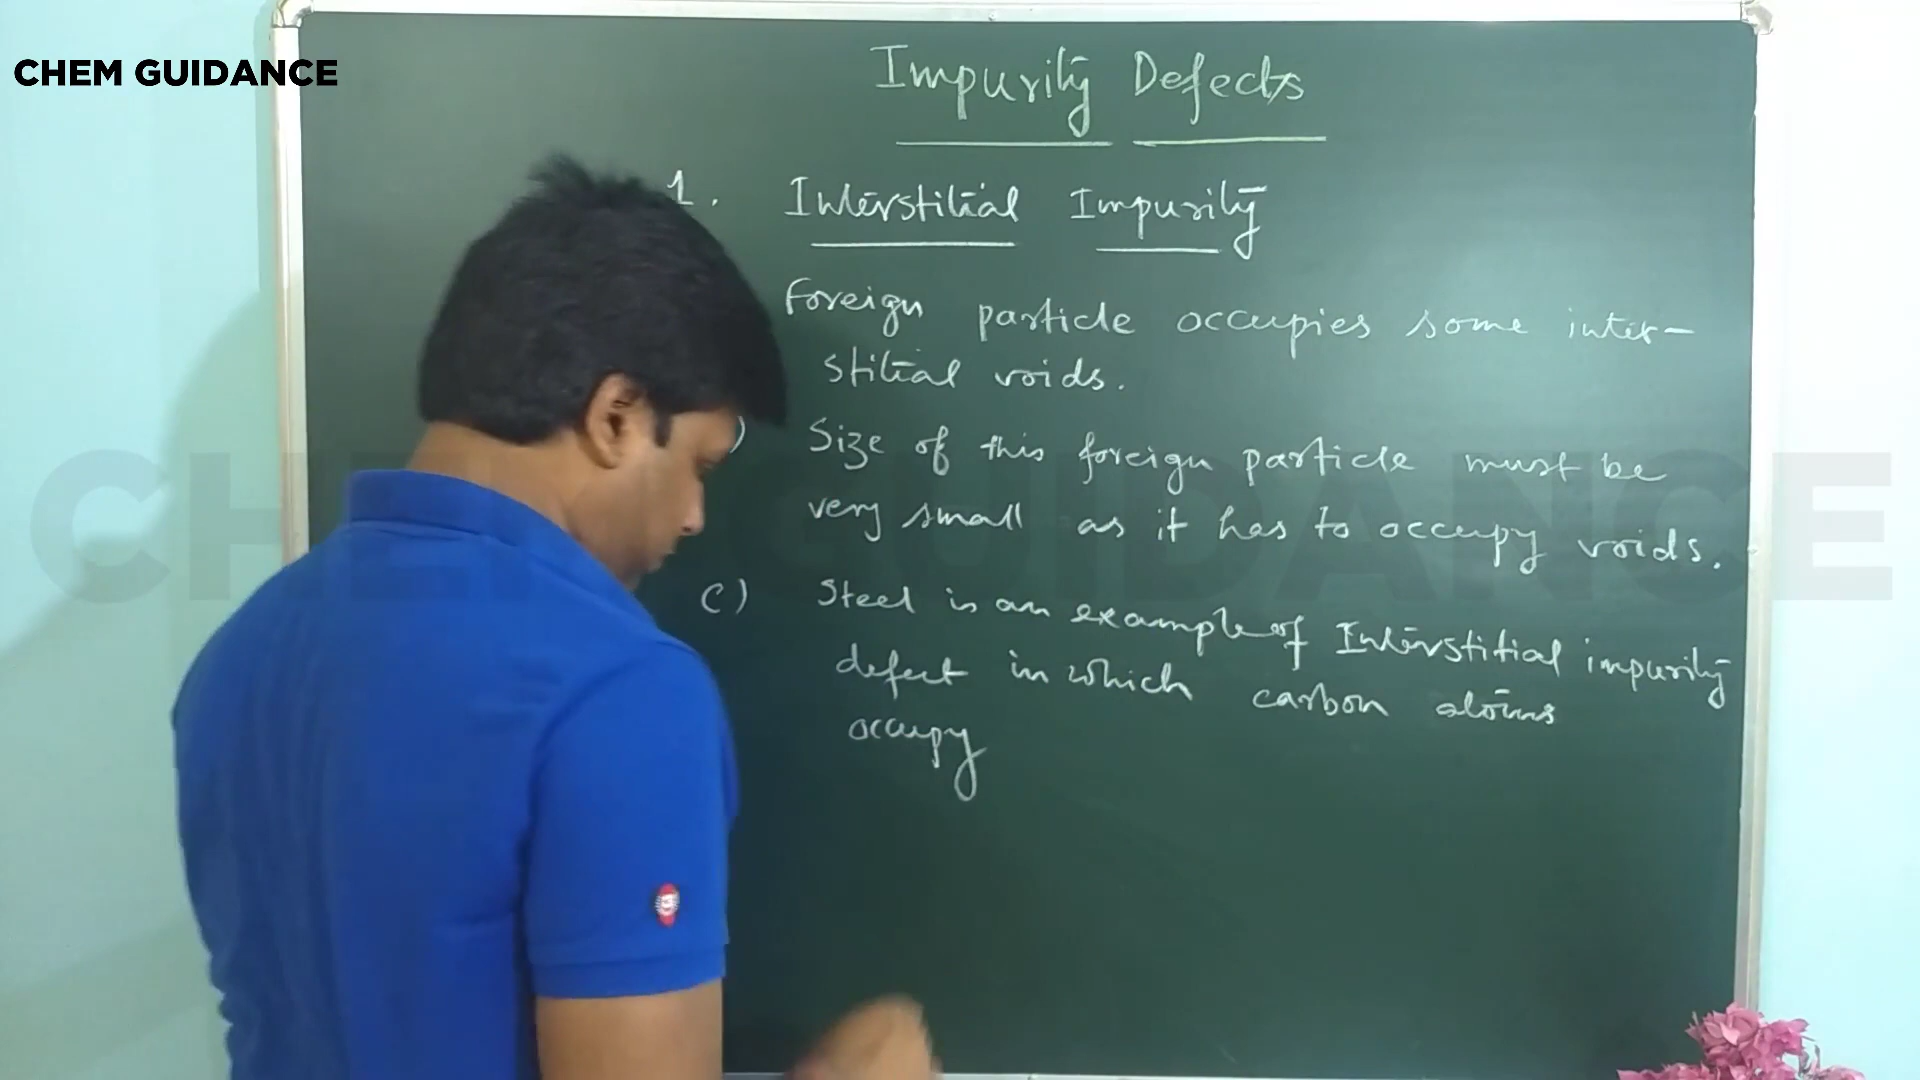 CHEM GUIDANCE
Impurity Defects
1. Interstitial Impurity
Foreign particle occupies some inter-
stitial voids.
) Size of this foreign particle must be
very small as it has to occupy voids.
c) Steel is an example of Interstitial impurity
defect in which carbon atoms
occupy
CHEM GUIDANCE